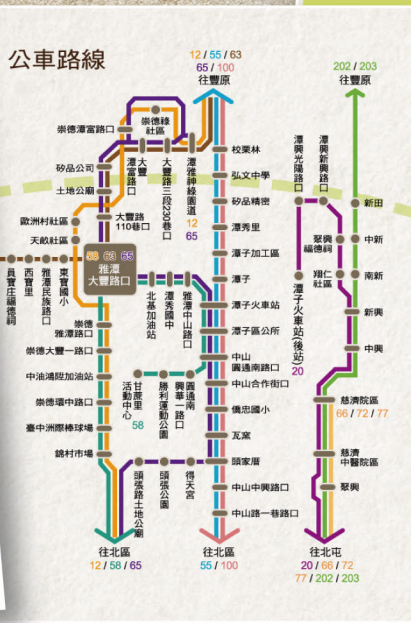 公車路線
12 / 55 / 63
65 / 100
往豐原
202 / 203
往豐原
崇德綠
社區
崇德潭富路口
矽品公司
土地公廟
潭富路口
大豐
大豐路三段230巷口
潭雅神綠園道
12
65
歐洲村社區
大豐路
110巷口
天畝社區
58 63 65
雅潭
大豐路口
東寶國小
雅潭民族路口
西寶里
員寶庄福德祠
崇德
雅潭路口
崇德大豐一路口
中油鴻陞加油站
崇德環中路口
臺中洲際棒球場
錦村市場
北基加油站
潭秀國中
雅潭中山路口
甘蔗里
活動中心
58
勝利運動公園
圓通南
興華一路口
頭張路土地公廟
頭張公園
得天宮
校栗林
弘文中學
矽品精密
潭秀里
潭子加工區
潭子
潭子火車站
潭子區公所
中山
圓通南路口
中山合作街口
僑忠國小
瓦窯
頭家厝
中山中興路口
中山路一巷路口
潭興光陽路口
潭興新興路口
聚興
福德祠
翔仁
社區
潭子火車站(後站)
20
新田
中新
南新
新興
中興
慈濟院區
66 / 72 / 77
慈濟
中醫院區
聚興
往北區
12 / 58 / 65
往北區
55 / 100
往北屯
20 / 66 / 72
77 / 202 / 203